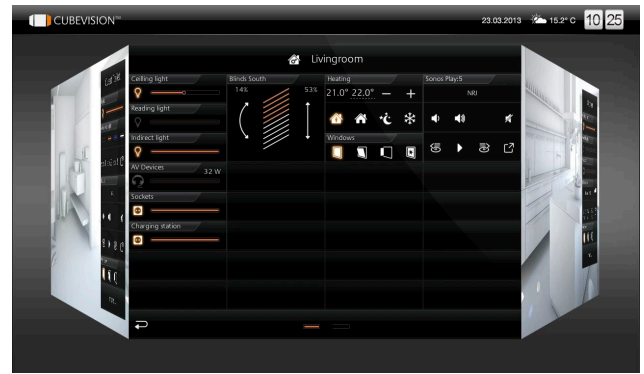 CUBEVISION™
23.03.2013 15.2° C 10 25
Livingroom
Ceiling light
Blinds South
Heating
Sonos Play:5
14%
53%
21.0° 22.0° — +
NRJ
Reading light
Indirect light
Windows
AV Devices
32 W
Sockets
Charging station